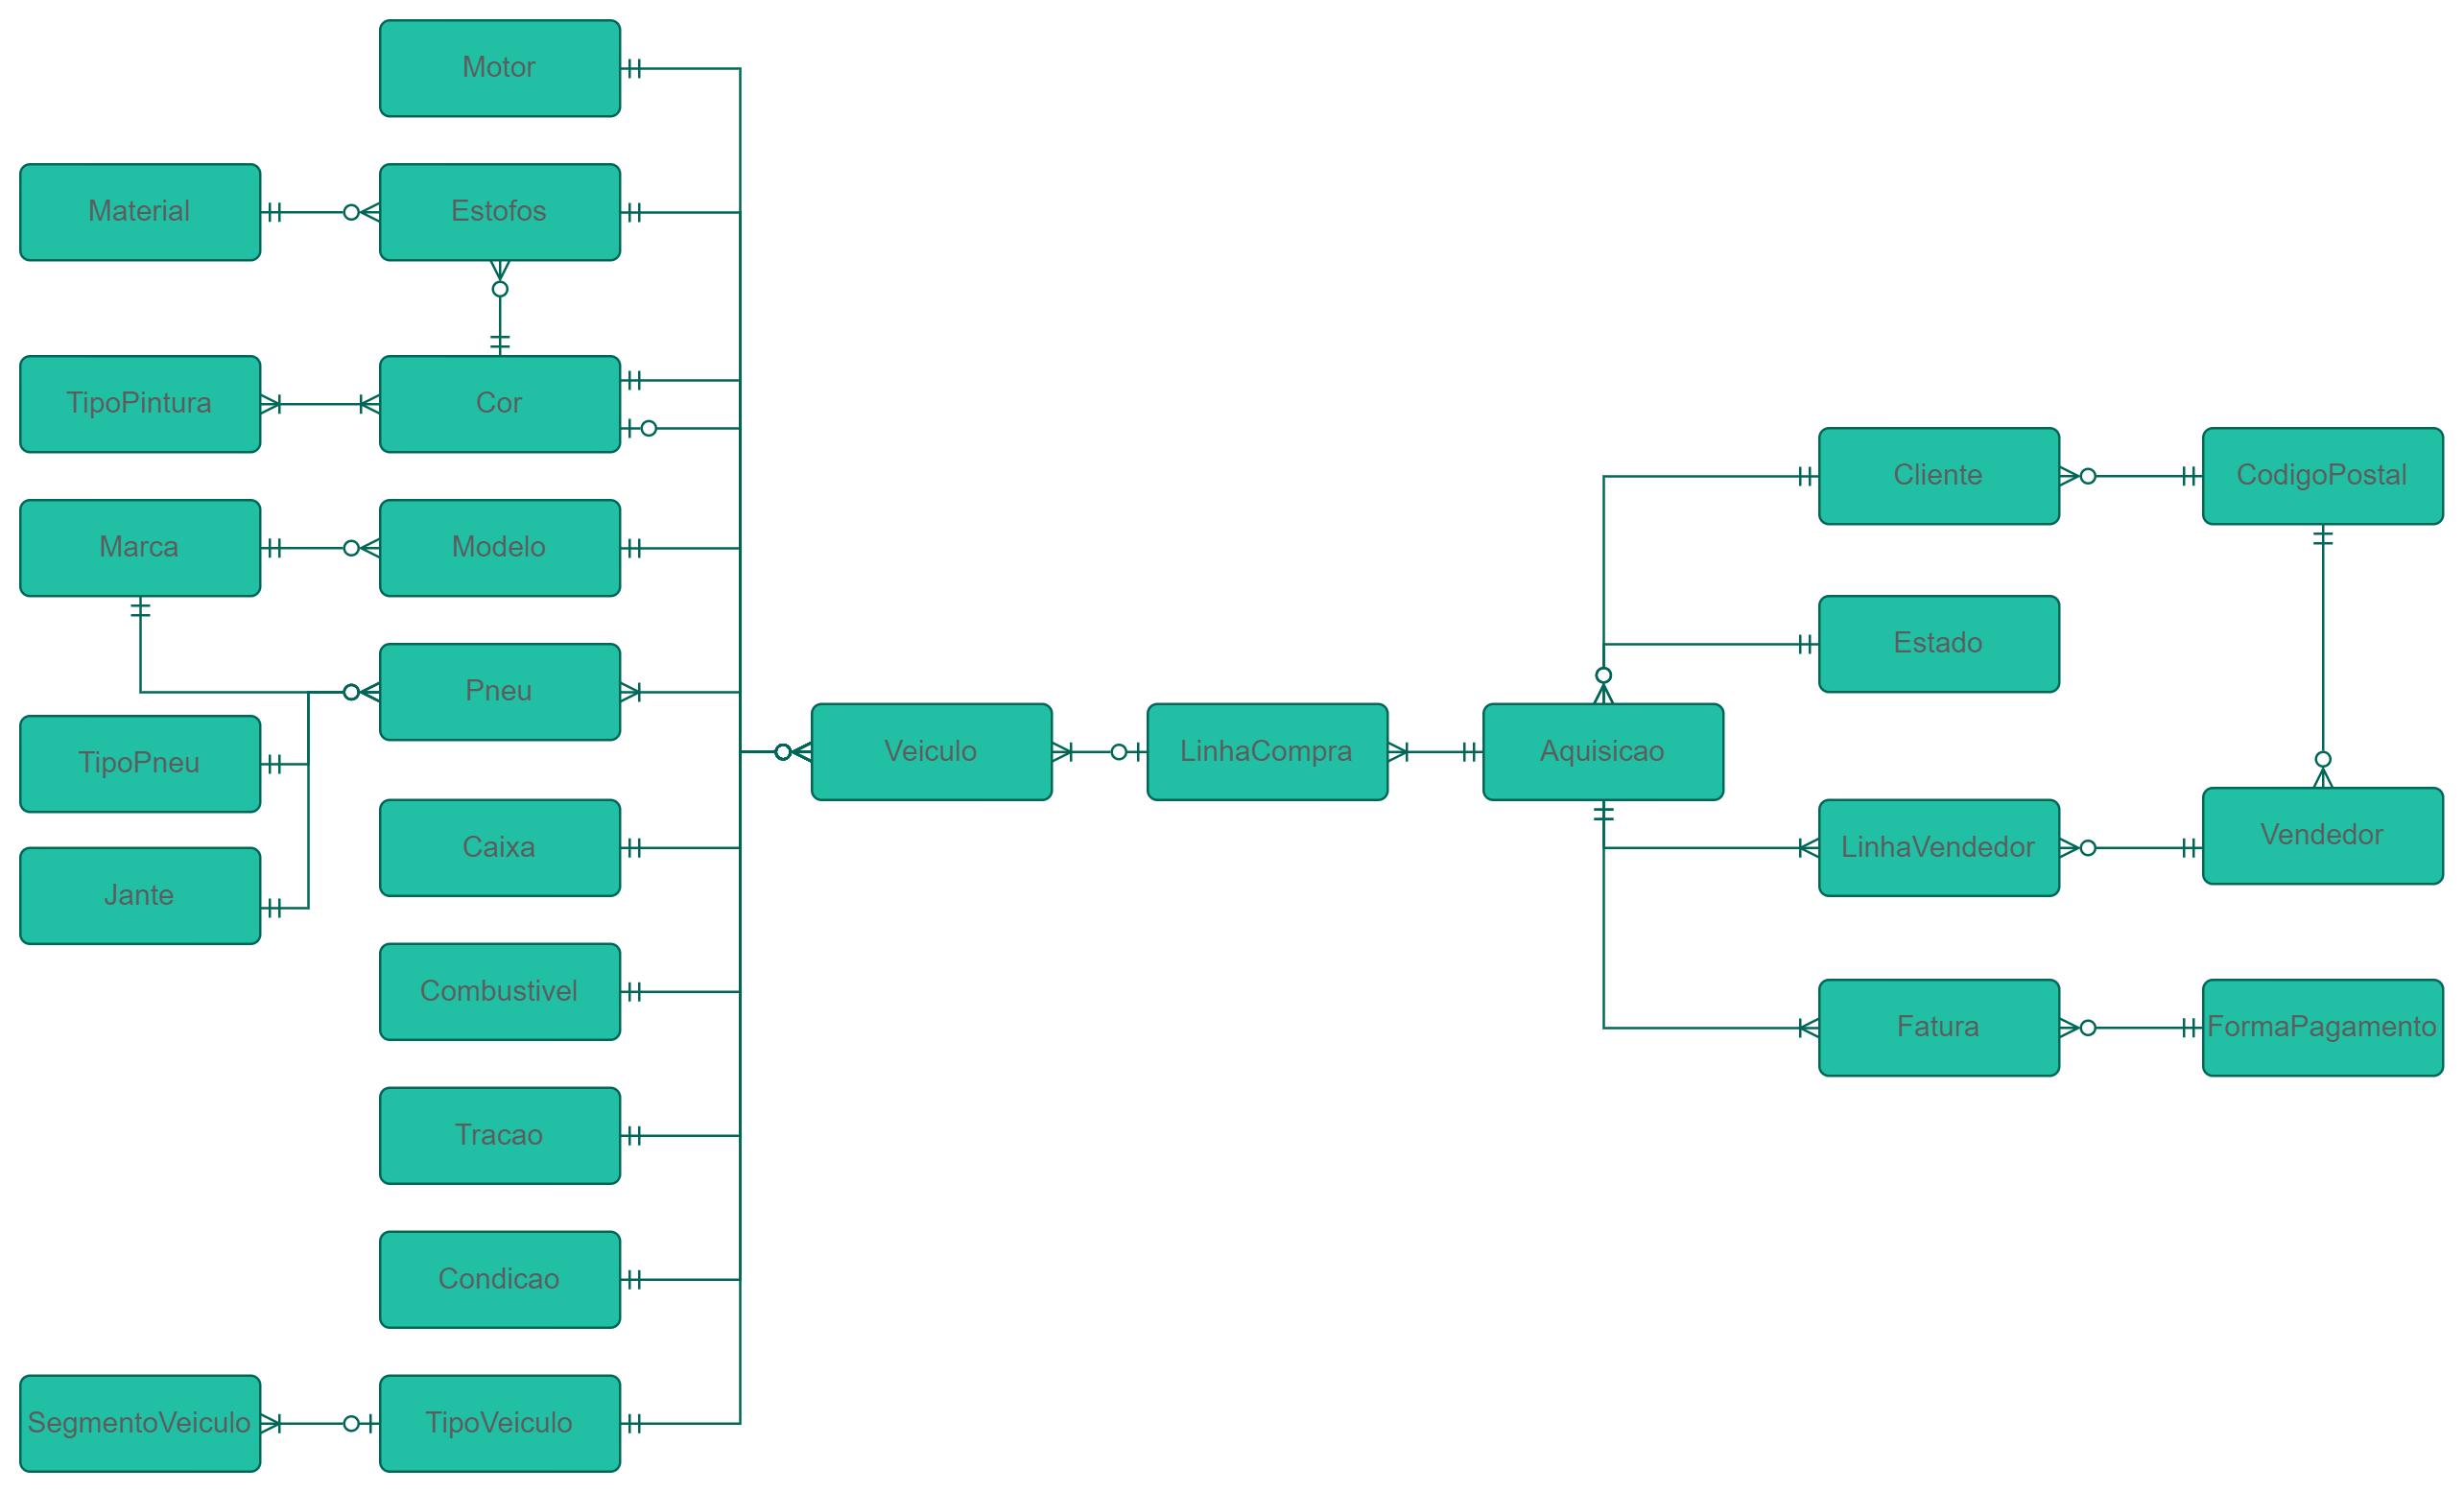 Motor
Material
Estofos
TipoPintura
Cor
Marca
Modelo
Pneu
TipoPneu
Caixa
Jante
Combustivel
Tracao
Condicao
SegmentoVeiculo
TipoVeiculo
Veiculo
LinhaCompra
Aquisicao
Cliente
CodigoPostal
Estado
LinhaVendedor
Vendedor
Fatura
FormaPagamento